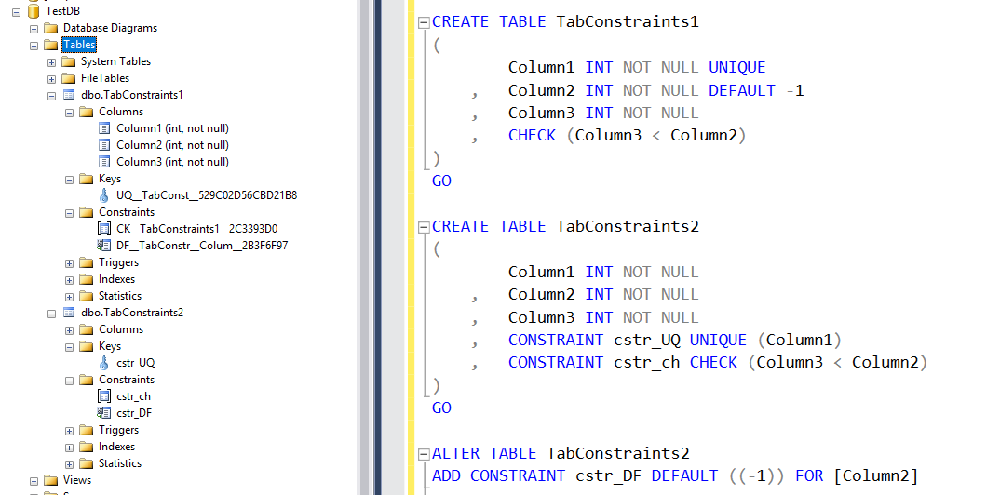 TestDB
Database Diagrams
Tables
System Tables
FileTables
dbo.TabConstraints1
Columns
Column1 (int, not null)
Column2 (int, not null)
Column3 (int, not null)
Keys
UQ__TabConst__529C02D56CBD21B8
Constraints
CK__TabConstraints1__2C3393D0
DF__TabConstr__Colum__2B3F6F97
Triggers
Indexes
Statistics
dbo.TabConstraints2
Columns
Keys
cstr_UQ
Constraints
cstr_ch
cstr_DF
Triggers
Indexes
Statistics
Views
CREATE TABLE TabConstraints1
(
Column1 INT NOT NULL UNIQUE
, Column2 INT NOT NULL DEFAULT -1
, Column3 INT NOT NULL
, CHECK (Column3 < Column2)
)
GO
CREATE TABLE TabConstraints2
(
Column1 INT NOT NULL
, Column2 INT NOT NULL
, Column3 INT NOT NULL
, CONSTRAINT cstr_UQ UNIQUE (Column1)
, CONSTRAINT cstr_ch CHECK (Column3 < Column2)
)
GO
ALTER TABLE TabConstraints2
ADD CONSTRAINT cstr_DF DEFAULT ((-1)) FOR [Column2]